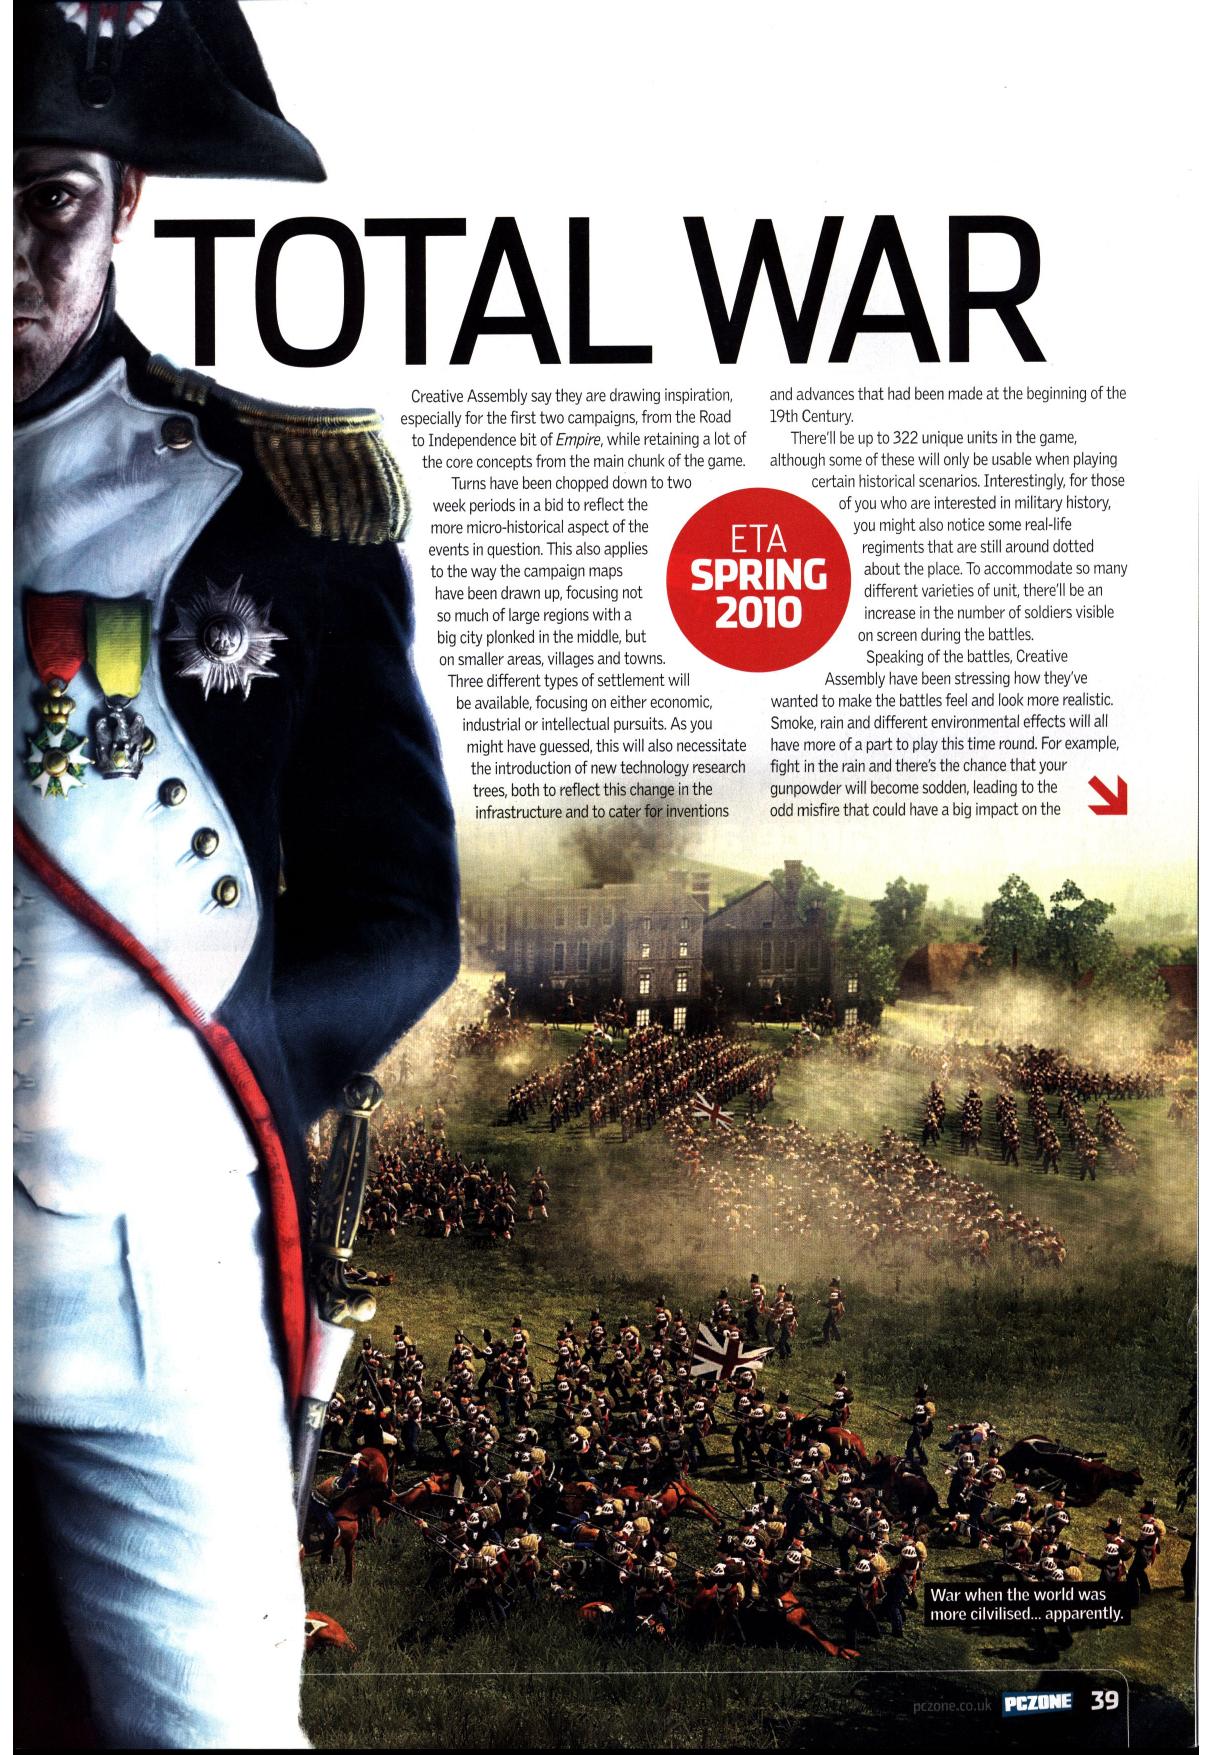 TOTAL WAR
Creative Assembly say they are drawing inspiration,
especially for the first two campaigns, from the Road
to Independence bit of Empire, while retaining a lot of
the core concepts from the main chunk of the game.
Turns have been chopped down to two
week periods in a bid to reflect the
more micro-historical aspect of the
events in question. This also applies
to the way the campaign maps
have been drawn up, focusing not
so much of large regions with a
big city plonked in the middle, but
on smaller areas, villages and towns.
Three different types of settlement will
be available, focusing on either economic,
industrial or intellectual pursuits. As you
might have guessed, this will also necessitate
the introduction of new technology research
trees, both to reflect this change in the
infrastructure and to cater for inventions
and advances that had been made at the beginning of the
19th Century.
There'll be up to 322 unique units in the game,
although some of these will only be usable when playing
certain historical scenarios. Interestingly, for those
of you who are interested in military history,
you might also notice some real-life
regiments that are still around dotted
about the place. To accommodate so many
different varieties of unit, there'll be an
increase in the number of soldiers visible
on screen during the battles.
Speaking of the battles, Creative
Assembly have been stressing how they've
wanted to make the battles feel and look more realistic.
Smoke, rain and different environmental effects will all
have more of a part to play this time round. For example,
fight in the rain and there's the chance that your
gunpowder will become sodden, leading to the
odd misfire that could have a big impact on the
ETA
SPRING
2010
War when the world was
more cilvilised... apparently.
pczone.co.uk PCZONE 39